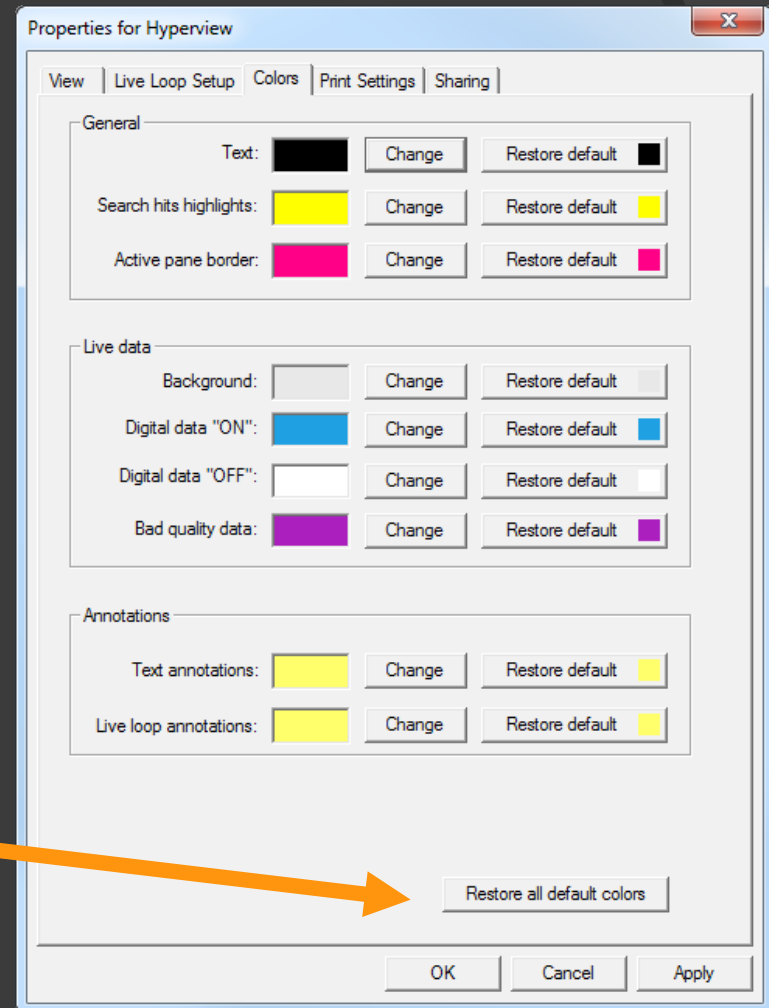 Properties for Hyperview
View Live Loop Setup Colors Print Settings Sharing
General
Text: Change Restore default
Search hits highlights: Change Restore default
Active pane border: Change Restore default
Live data
Background: Change Restore default
Digital data "ON": Change Restore default
Digital data "OFF": Change Restore default
Bad quality data: Change Restore default
Annotations
Text annotations: Change Restore default
Live loop annotations: Change Restore default
Restore all default colors
OK Cancel Apply